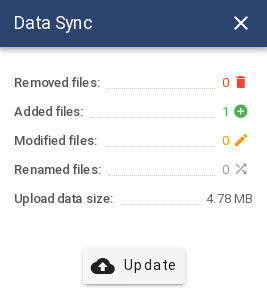 Data Sync
Removed files: 0
Added files: 1
Modified files: 0
Renamed files: 0
Upload data size: 4.78 MB
Update